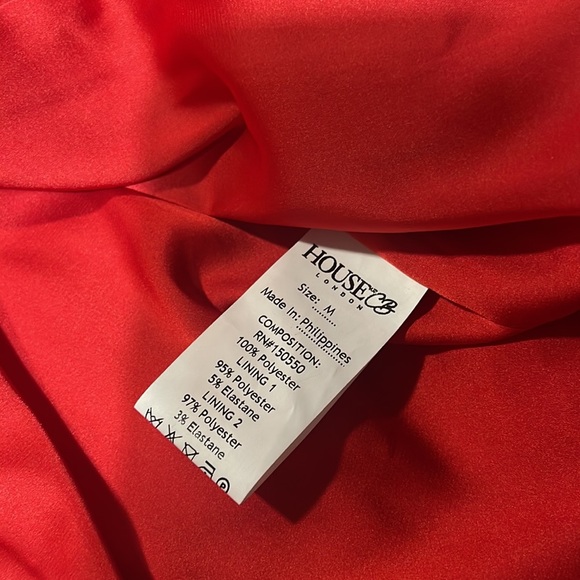 HOUSE OF CB
LONDON
Size: M
Made in: Philippines
COMPOSITION:
RN#150550
100% Polyester
LINING 1
95% Polyester
5% Elastane
LINING 2
97% Polyester
3% Elastane